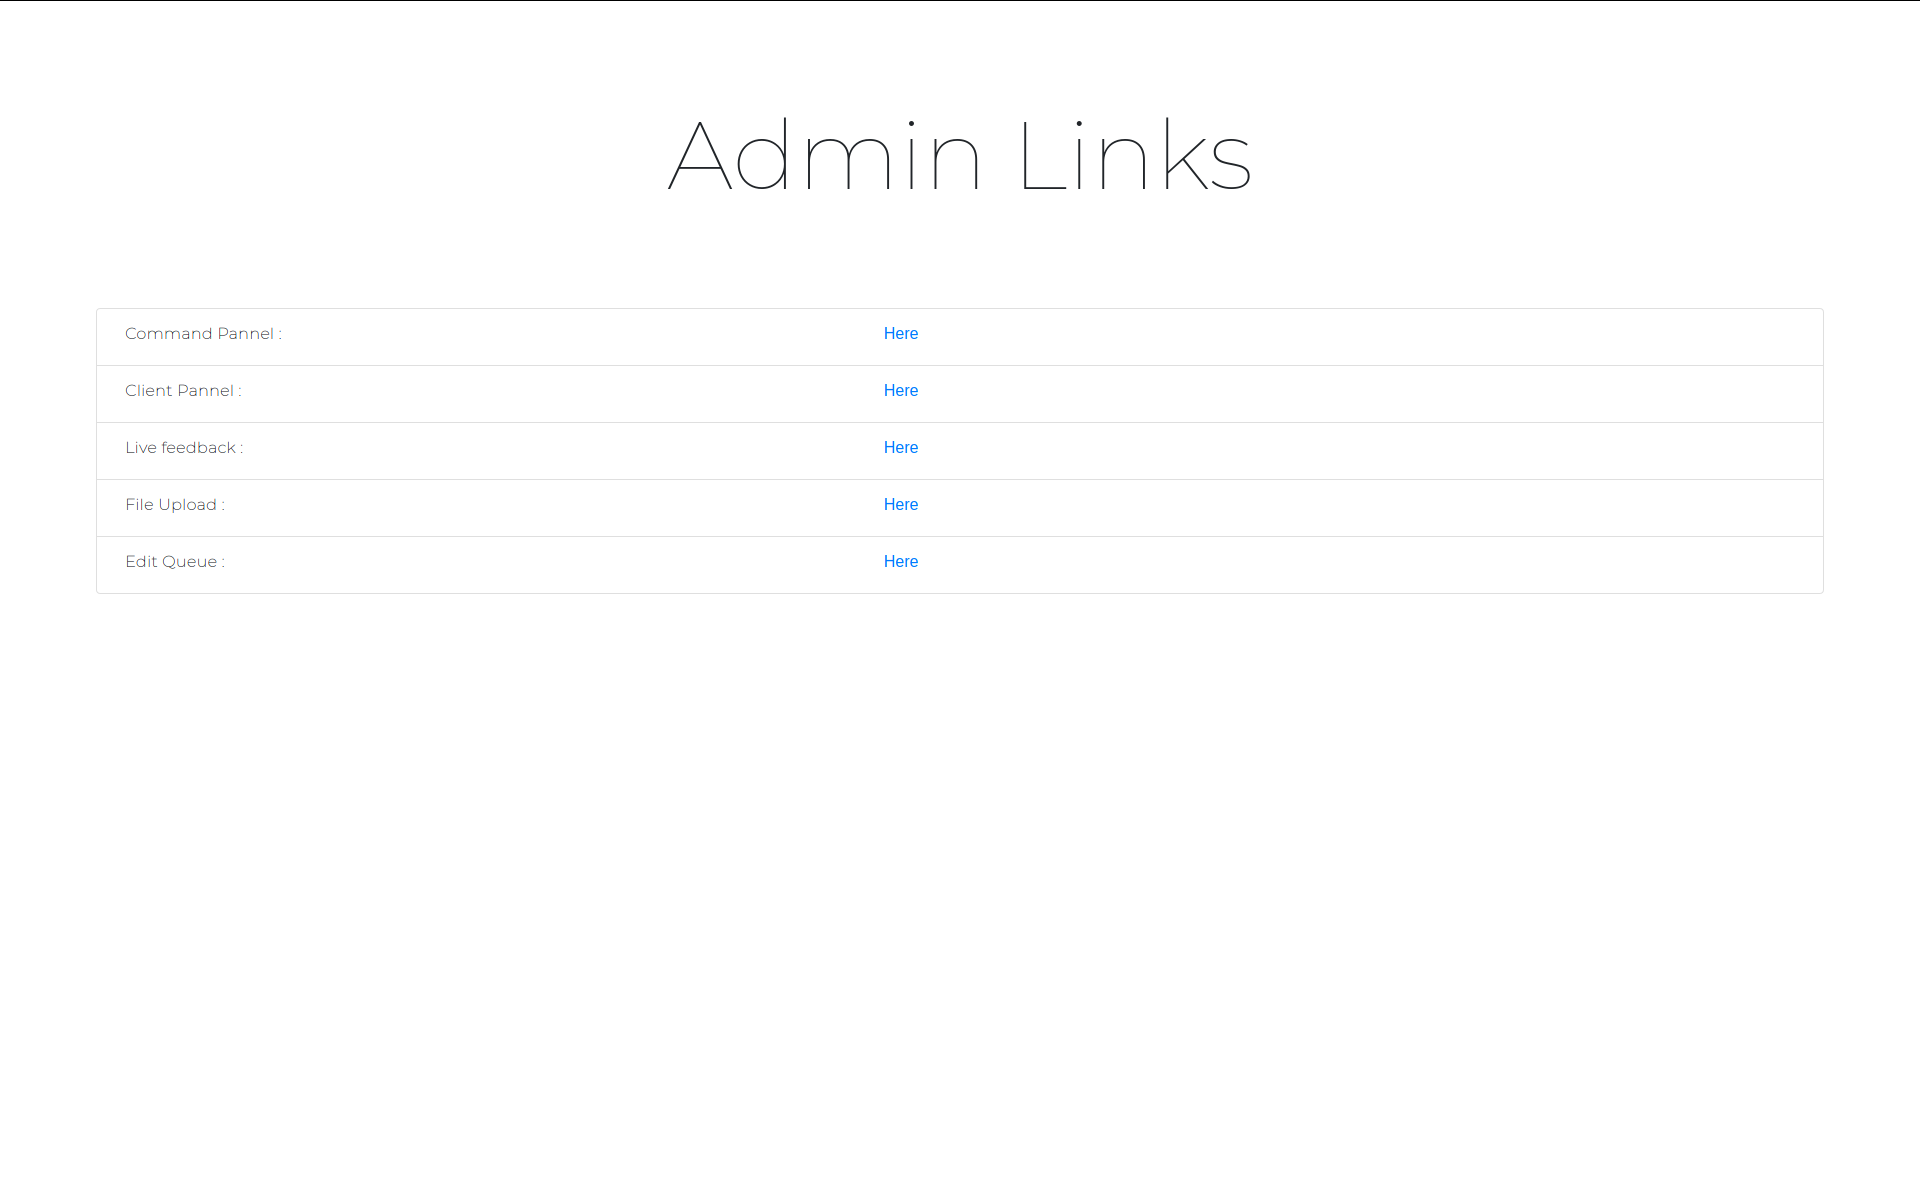 Admin Links
Command Pannel : Here
Client Pannel : Here
Live feedback : Here
File Upload : Here
Edit Queue : Here